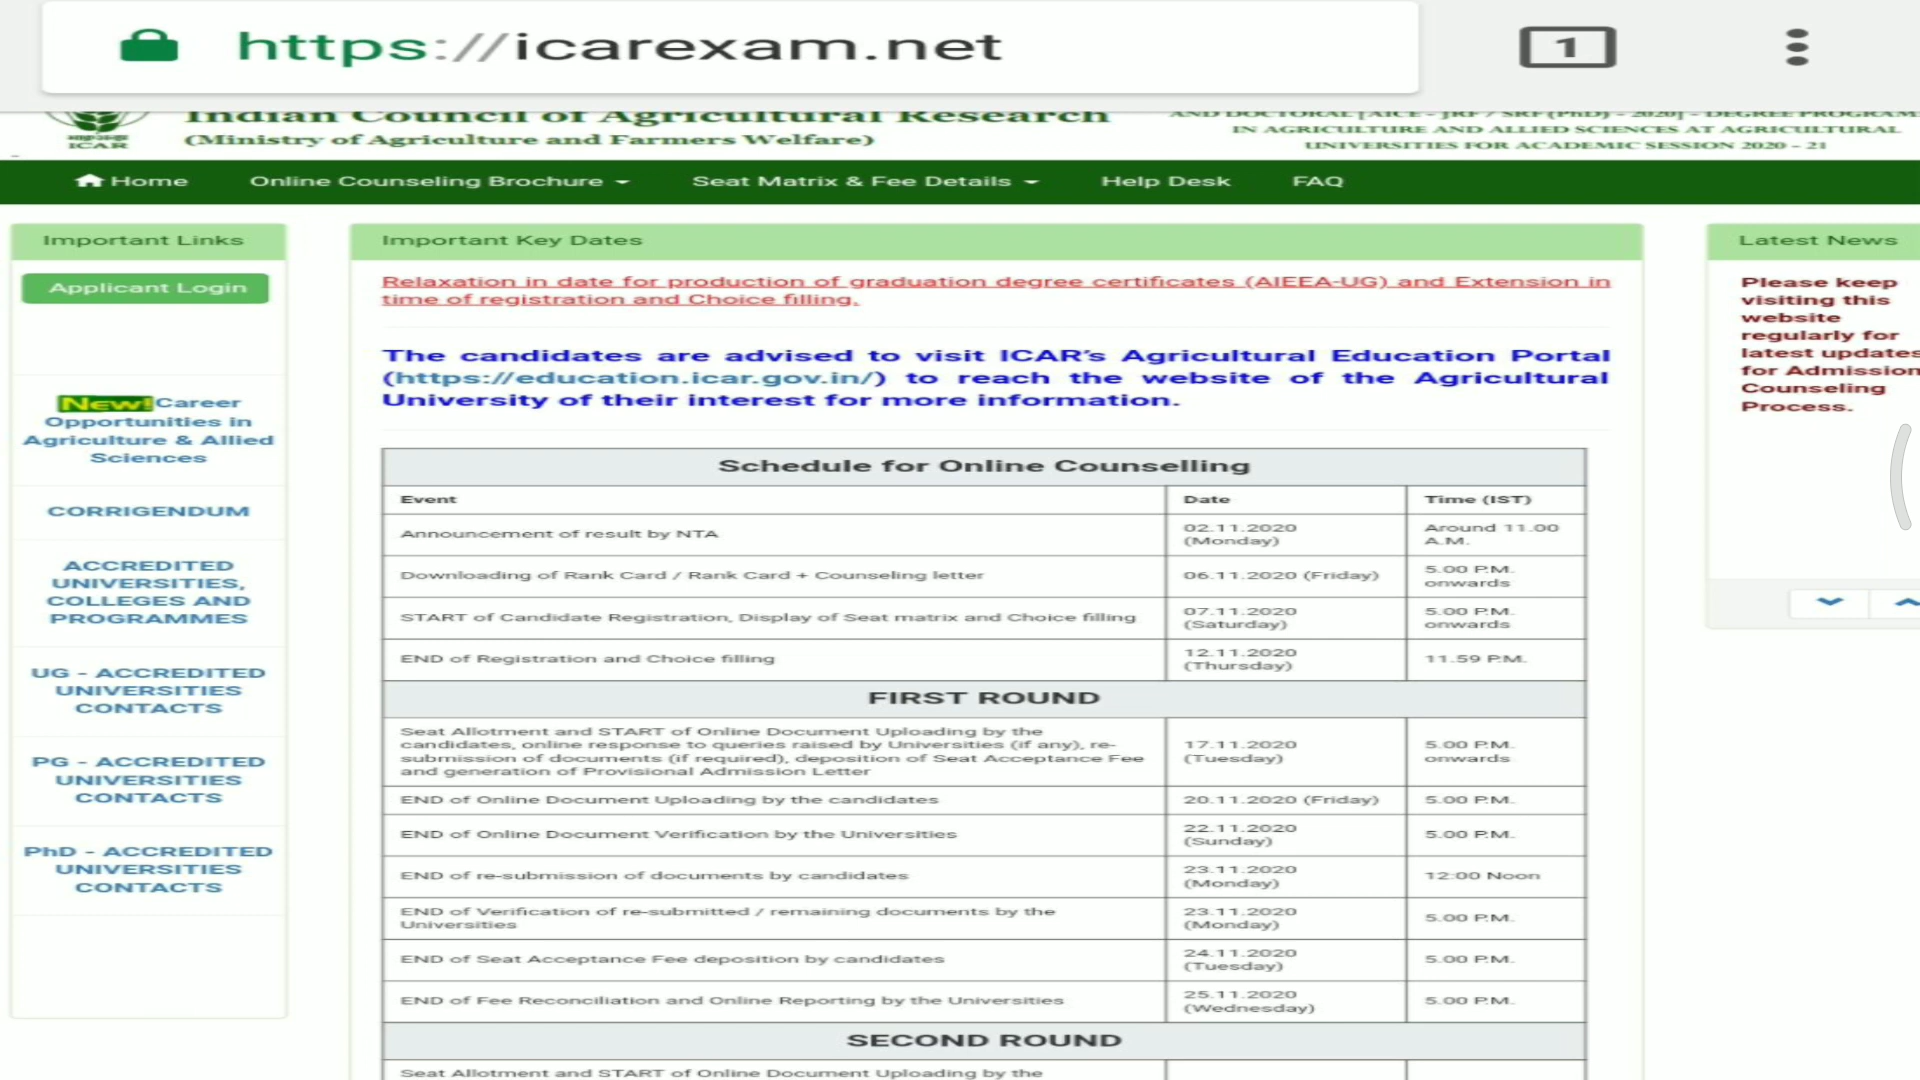 https://icarexam.net
1
Indian Council of Agricultural Research
(Ministry of Agriculture and Farmers Welfare)
ICAR
AND DOCTORAL [AICE - JRF / SRF (PhD) - 2020] - DEGREE PROGRAM
IN AGRICULTURE AND ALLIED SCIENCES AT AGRICULTURAL
UNIVERSITIES FOR ACADEMIC SESSION 2020 - 21
Home
Online Counseling Brochure
Seat Matrix & Fee Details
Help Desk
FAQ
Important Links
Applicant Login
New! Career
Opportunities in
Agriculture & Allied
Sciences
CORRIGENDUM
ACCREDITED
UNIVERSITIES,
COLLEGES AND
PROGRAMMES
UG - ACCREDITED
UNIVERSITIES
CONTACTS
PG - ACCREDITED
UNIVERSITIES
CONTACTS
PhD - ACCREDITED
UNIVERSITIES
CONTACTS
Important Key Dates
Relaxation in date for production of graduation degree certificates (AIEEA-UG) and Extension in
time of registration and Choice filling.
The candidates are advised to visit ICAR's Agricultural Education Portal
(https://education.icar.gov.in/) to reach the website of the Agricultural
University of their interest for more information.
Schedule for Online Counselling
Event Date Time (IST)
Announcement of result by NTA 02.11.2020 Around 11.00
(Monday) A.M.
Downloading of Rank Card / Rank Card + Counseling letter 06.11.2020 (Friday) 5.00 P.M.
onwards
START of Candidate Registration, Display of Seat matrix and Choice filling 07.11.2020 5.00 P.M.
(Saturday) onwards
END of Registration and Choice filling 12.11.2020 11.59 P.M.
(Thursday)
FIRST ROUND
Seat Allotment and START of Online Document Uploading by the
candidates, online response to queries raised by Universities (if any), re- 17.11.2020 5.00 P.M.
submission of documents (if required), deposition of Seat Acceptance Fee (Tuesday) onwards
and generation of Provisional Admission Letter
END of Online Document Uploading by the candidates 20.11.2020 (Friday) 5.00 P.M.
END of Online Document Verification by the Universities 22.11.2020 5.00 P.M.
(Sunday)
END of re-submission of documents by candidates 23.11.2020 12:00 Noon
(Monday)
END of Verification of re-submitted / remaining documents by the 23.11.2020 5.00 P.M.
Universities (Monday)
END of Seat Acceptance Fee deposition by candidates 24.11.2020 5.00 P.M.
(Tuesday)
END of Fee Reconciliation and Online Reporting by the Universities 25.11.2020 5.00 P.M.
(Wednesday)
SECOND ROUND
Seat Allotment and START of Online Document Uploading by the
Latest News
Please keep
visiting this
website
regularly for
latest updates
for Admission
Counseling
Process.